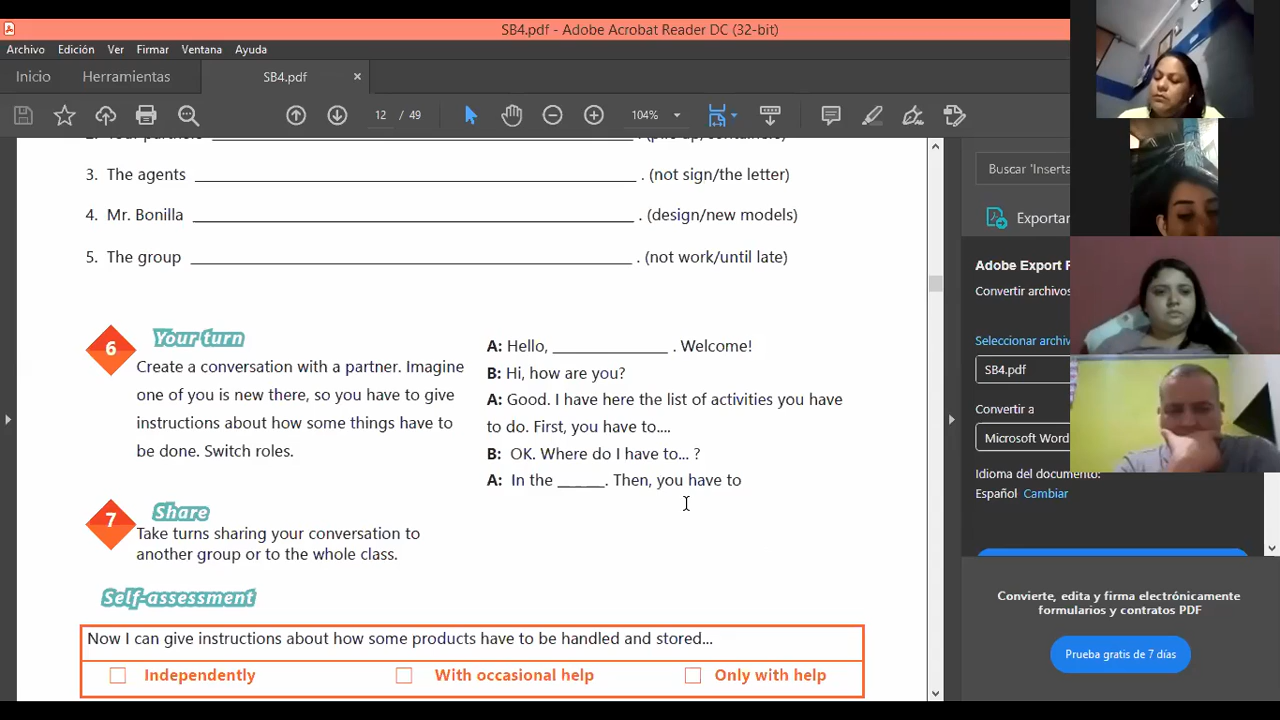 SB4.pdf - Adobe Acrobat Reader DC (32-bit)
Archivo Edición Ver Firmar Ventana Ayuda
Inicio Herramientas SB4.pdf ×
12 / 49 104%
3. The agents ______ . (not sign/the letter)
4. Mr. Bonilla ______ . (design/new models)
5. The group ______ . (not work/until late)
6 Your turn
Create a conversation with a partner. Imagine
one of you is new there, so you have to give
instructions about how some things have to
be done. Switch roles.
A: Hello, ______ . Welcome!
B: Hi, how are you?
A: Good. I have here the list of activities you have
to do. First, you have to....
B: OK. Where do I have to... ?
A: In the ______. Then, you have to
7 Share
Take turns sharing your conversation to
another group or to the whole class.
Self-assessment
Now I can give instructions about how some products have to be handled and stored...
Independently With occasional help Only with help
Buscar 'Inserta
Exportar
Adobe Export
Convertir archivos
Seleccionar archiv
SB4.pdf
Convertir a
Microsoft Word
Idioma del documento:
Español Cambiar
Convierte, edita y firma electrónicamente
formularios y contratos PDF
Prueba gratis de 7 días